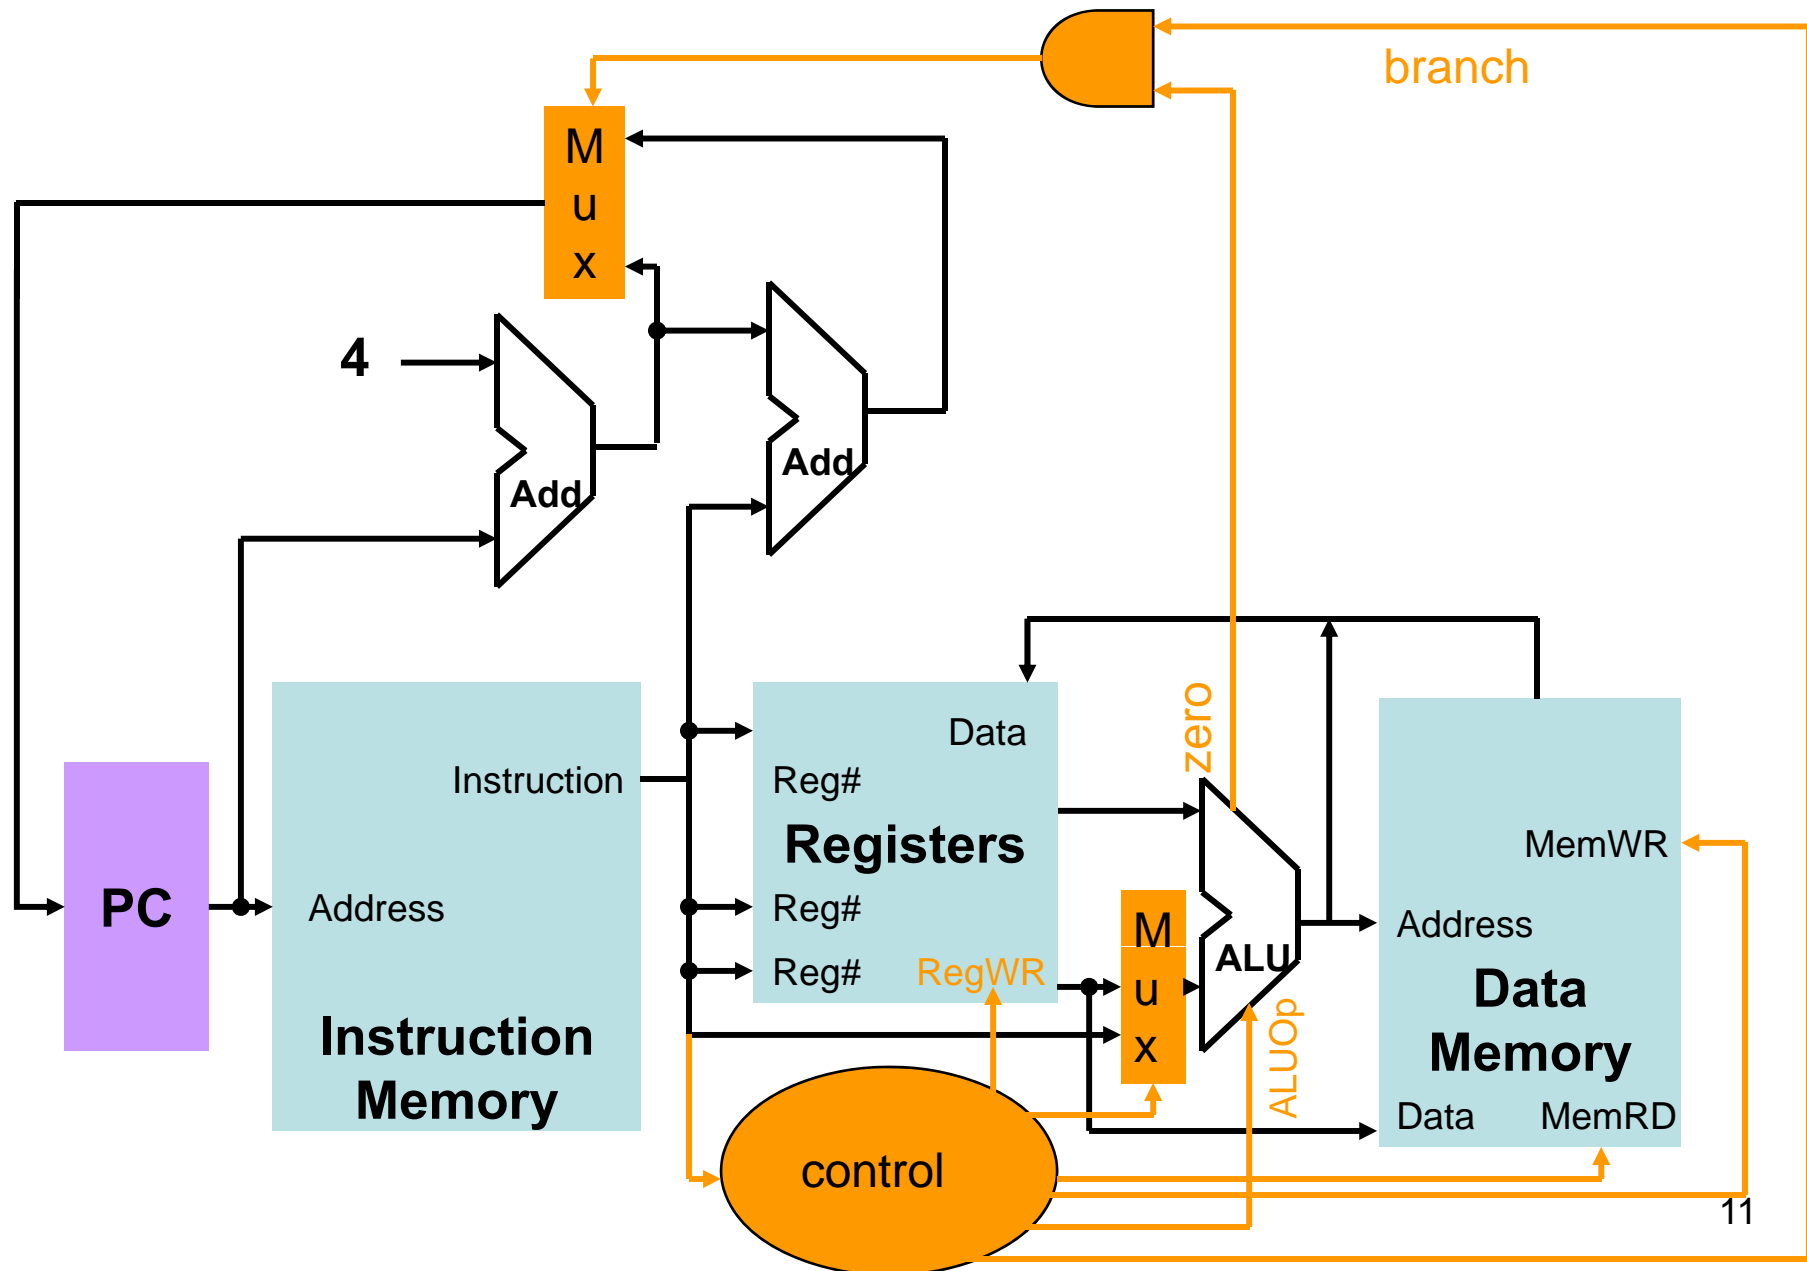 branch
M
u
x
4
Add
Add
zero
Data
Instruction
Reg#
Registers
MemWR
PC
Address
Reg#
M
Address
ALU
Reg#
RegWR
u
Data
Memory
Instruction
Memory
x
ALUOp
Data
MemRD
control
11